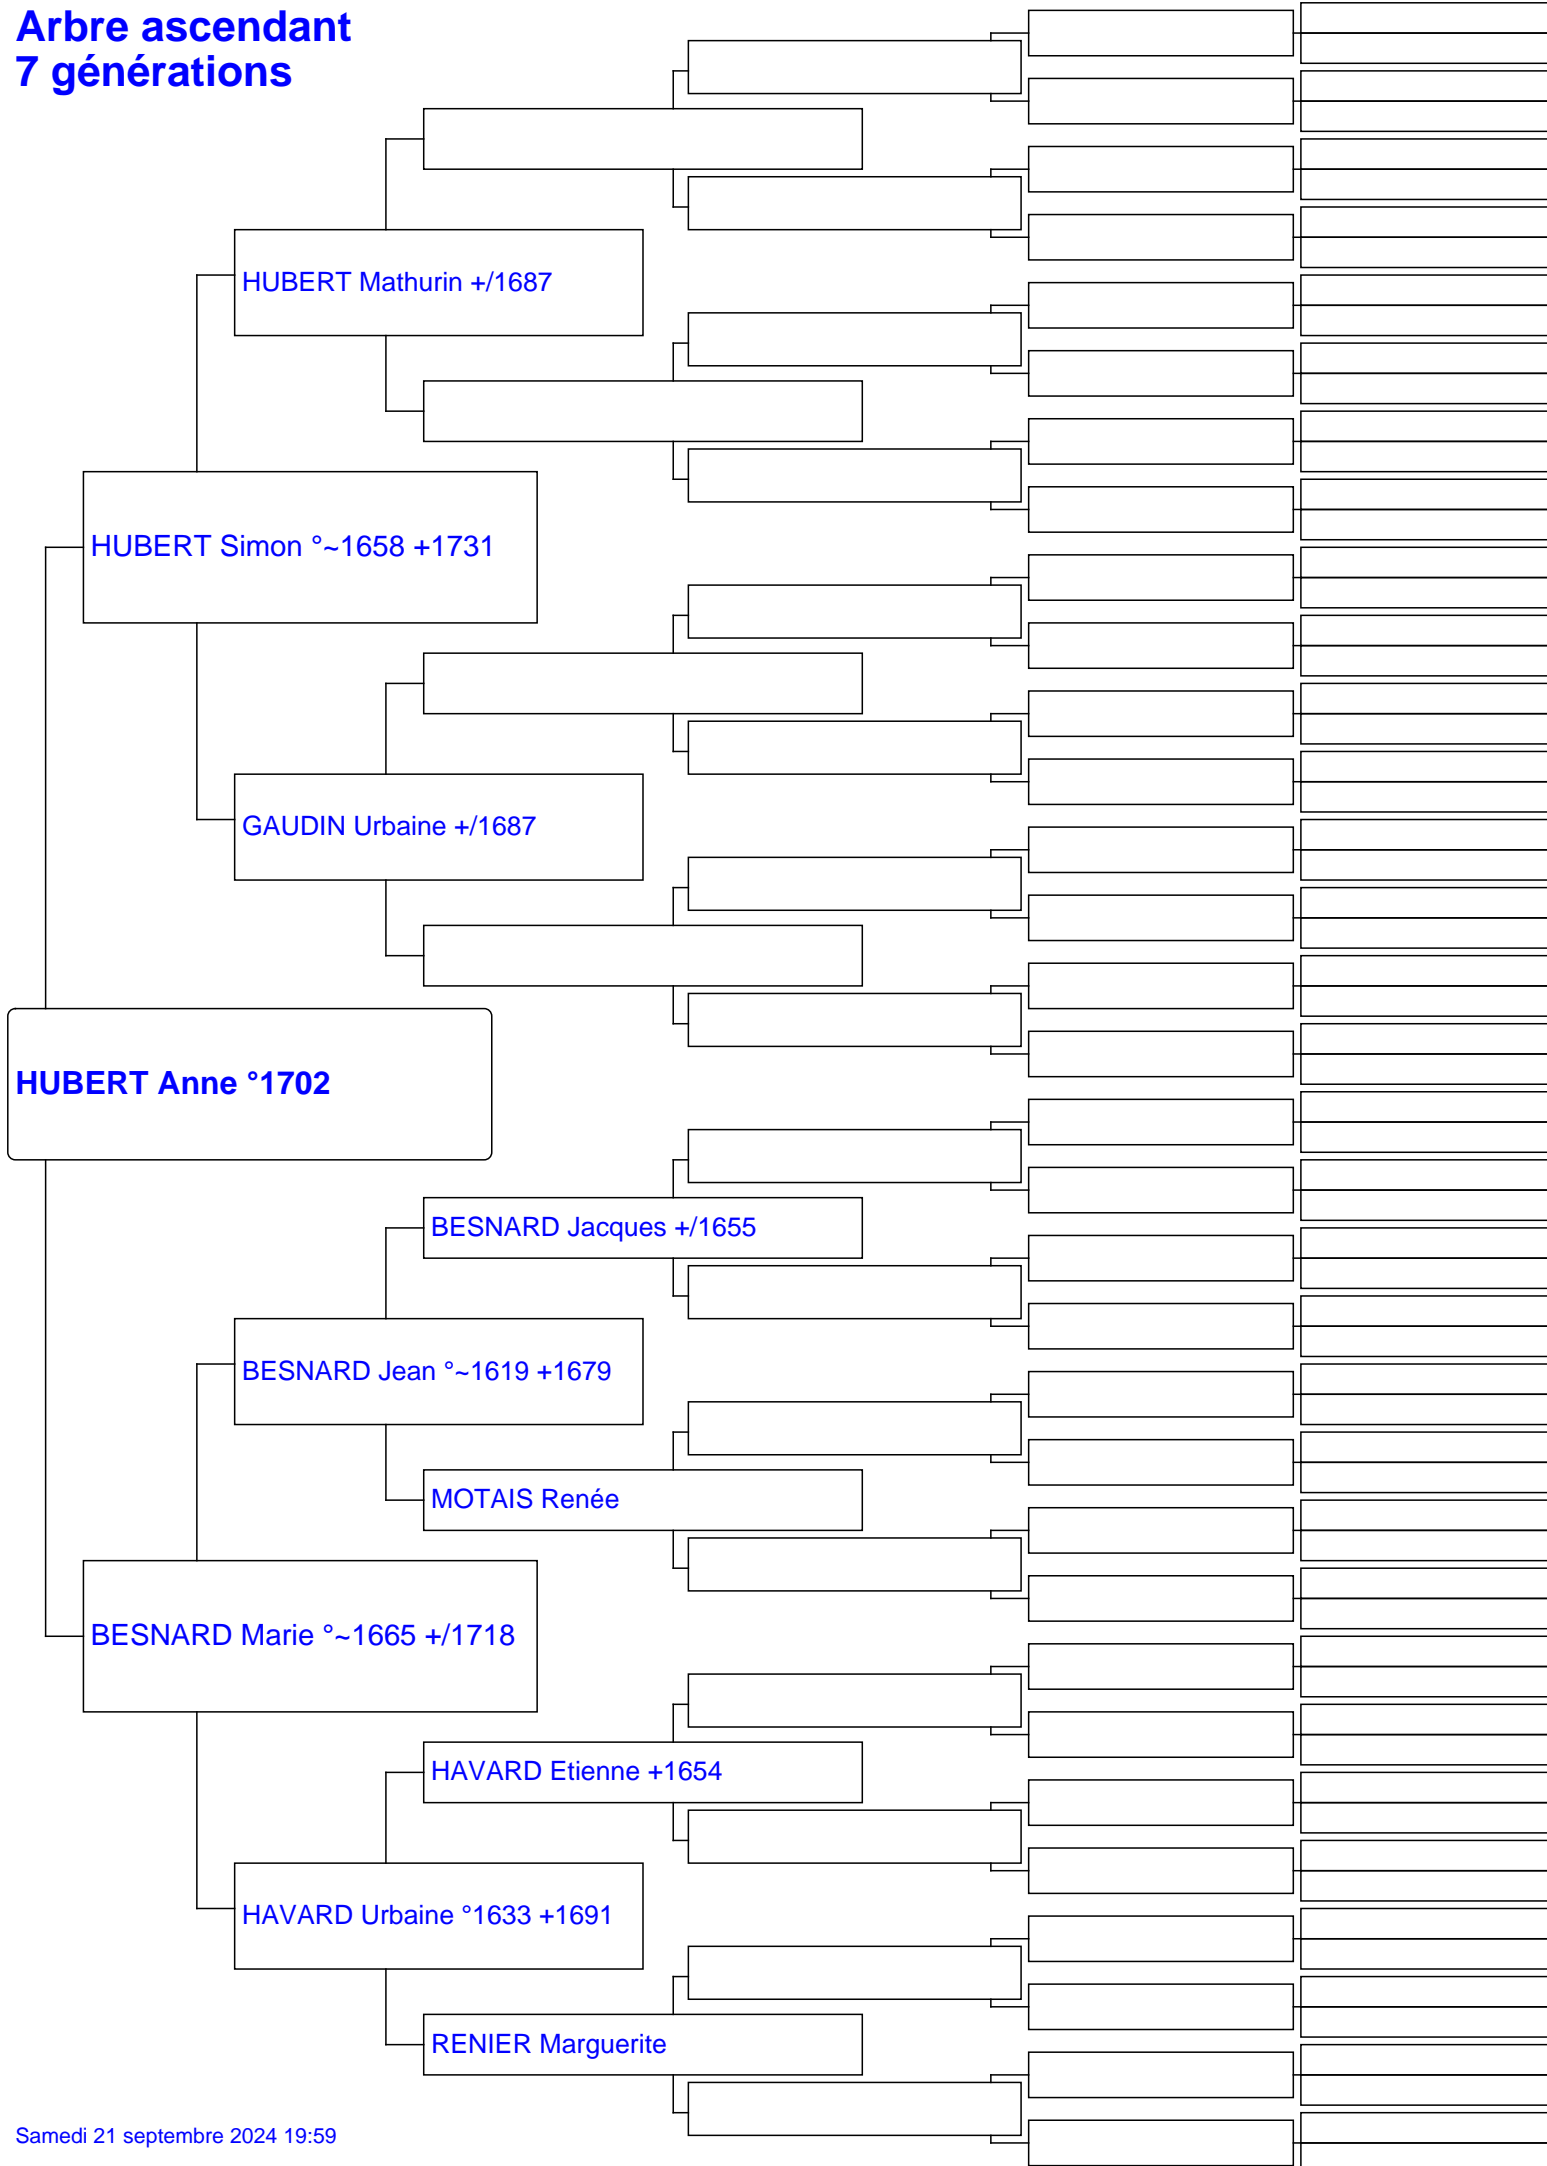 Arbre ascendant
7 générations
HUBERT Mathurin +/1687
HUBERT Simon °~1658 +1731
GAUDIN Urbaine +/1687
HUBERT Anne °1702
BESNARD Jacques +/1655
BESNARD Jean °~1619 +1679
MOTAIS Renée
BESNARD Marie °~1665 +/1718
HAVARD Etienne +1654
HAVARD Urbaine °1633 +1691
RENIER Marguerite
Samedi 21 septembre 2024 19:59